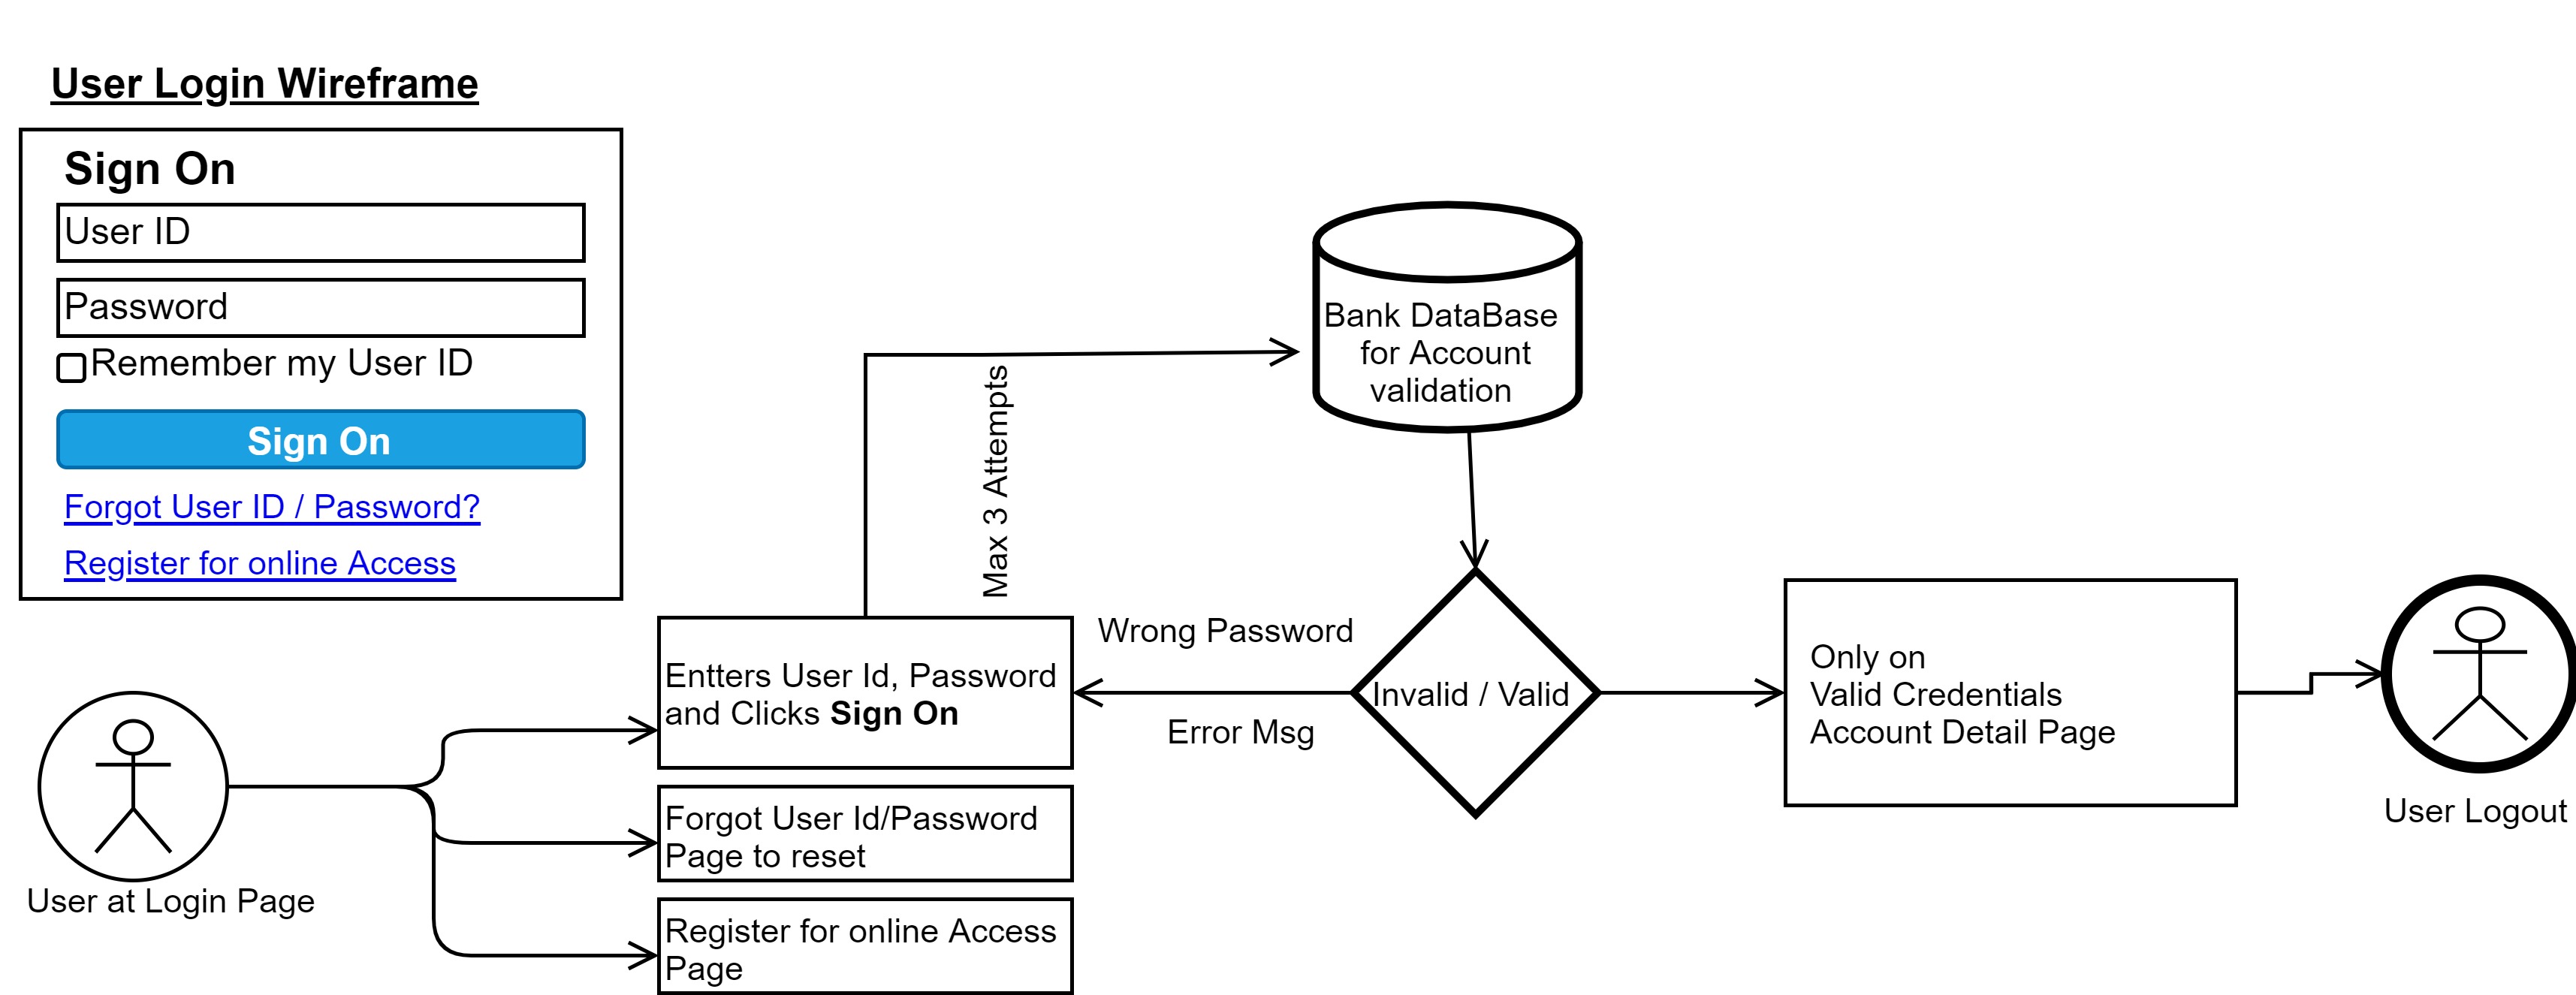 User Login Wireframe
Sign On
User ID
Password
Remember my User ID
Sign On
Forgot User ID / Password?
Register for online Access
User at Login Page
Entters User Id, Password
and Clicks Sign On
Forgot User Id/Password
Page to reset
Register for online Access
Page
Max 3 Attempts
Bank DataBase
for Account
validation
Invalid / Valid
Wrong Password
Error Msg
Only on
Valid Credentials
Account Detail Page
User Logout